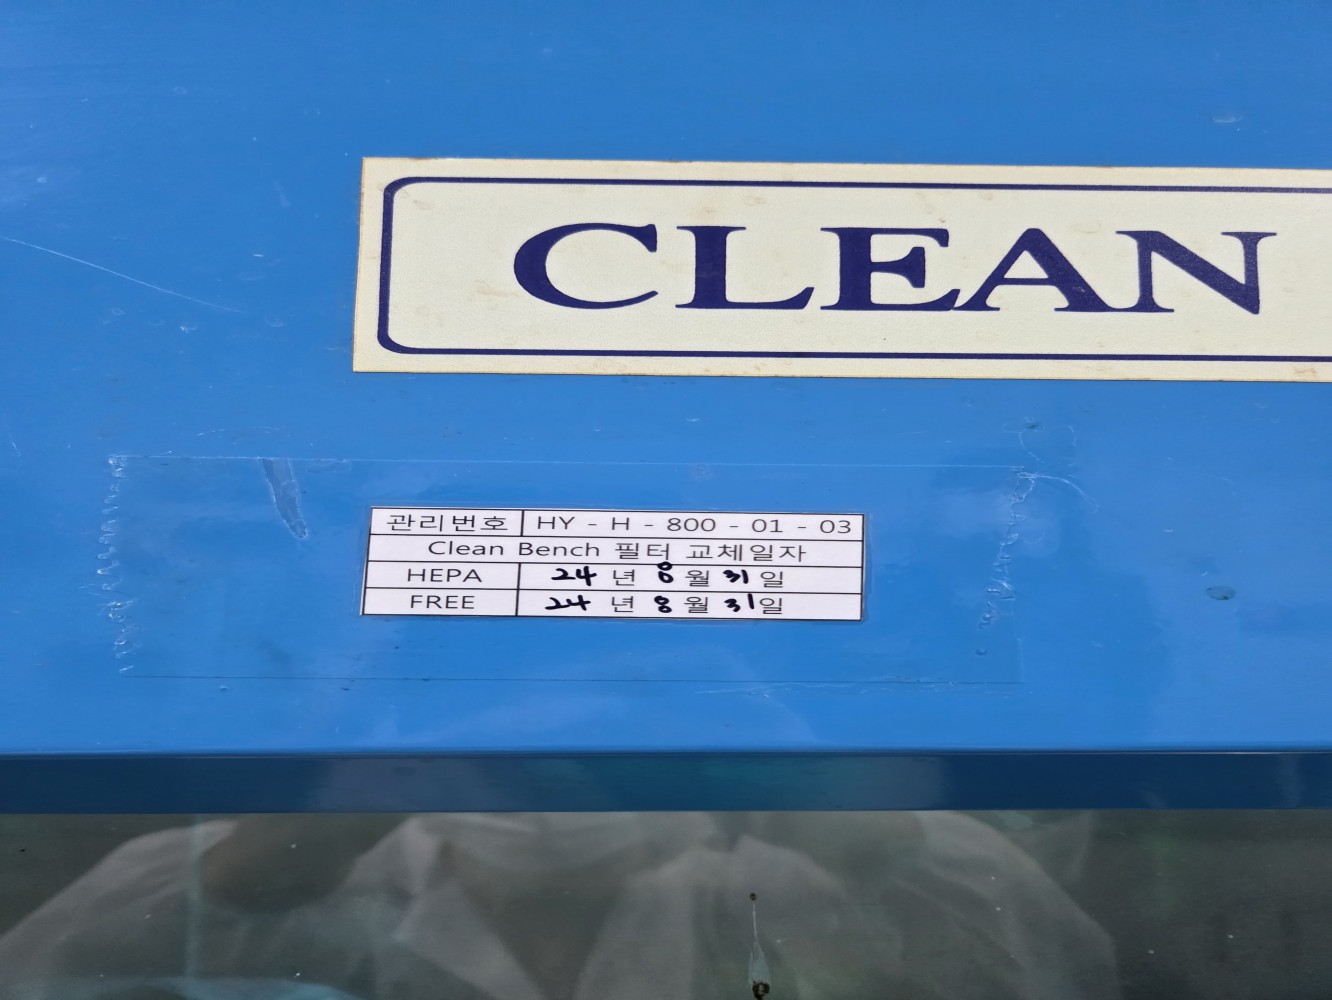 CLEAN
관리번호 HY - H - 800 - 01 - 03
Clean Bench 필터 교체일자
HEPA 24 년 8 월 31 일
FREE 24 년 8 월 31 일